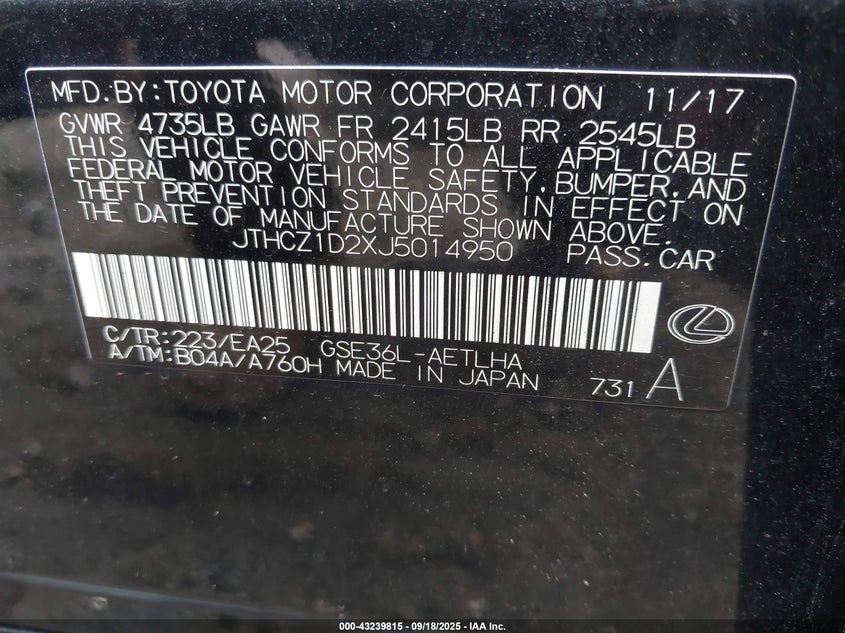 MFD.BY:TOYOTA MOTOR CORPORATION 11/17
GVWR 4735LB GAWR FR 2415LB RR 2545LB
THIS VEHICLE CONFORMS TO ALL APPLICABLE
FEDERAL MOTOR VEHICLE SAFETY,BUMPER,AND
THEFT PREVENTION STANDARDS IN EFFECT ON
THE DATE OF MANUFACTURE SHOWN ABOVE.
JTHCZ1D2XJ5014950 PASS.CAR
C/TR:223/EA25 GSE36L-AETLHA
A/TM:B04A/A760H MADE IN JAPAN 731 A
000-43239815 - 09/18/2025 - IAA Inc.